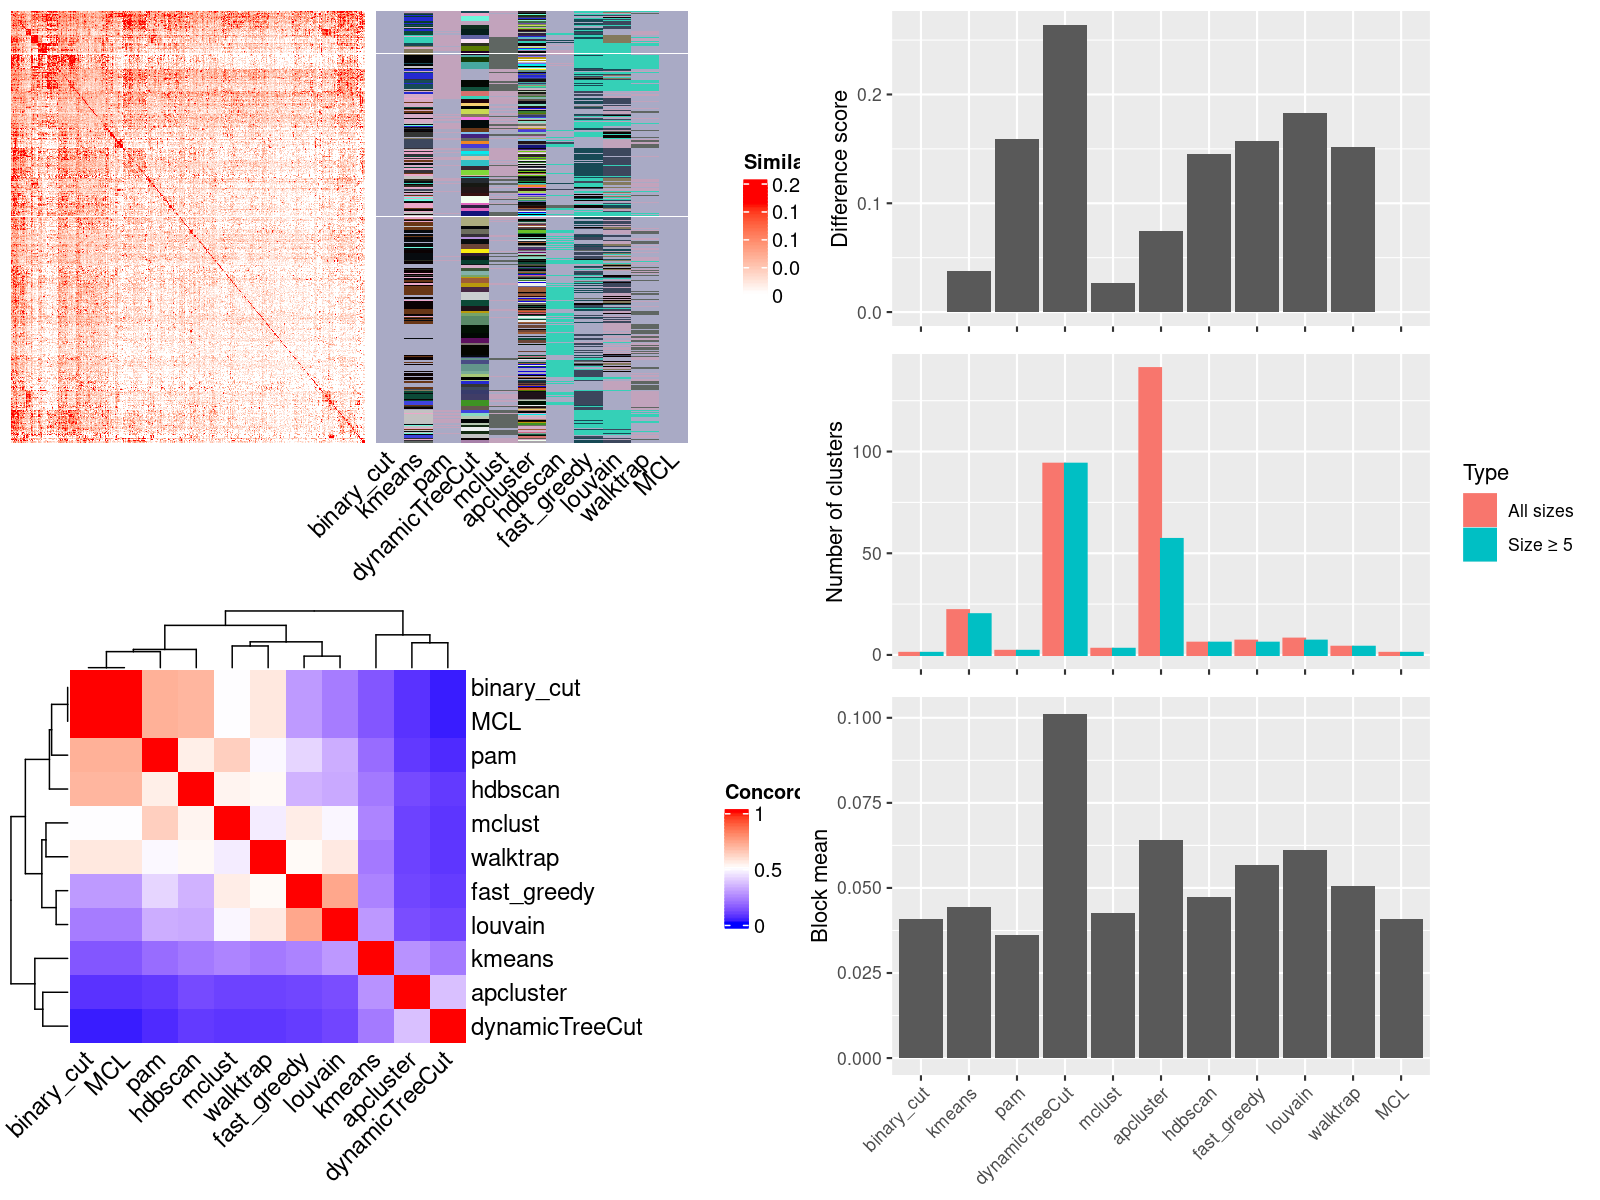 Simila
0.2
0.1
0.1
0.0
0
binary_cut
kmeans
pam
dynamicTreeCut
mclust
apcluster
hdbscan
fast_greedy
louvain
walktrap
MCL
binary_cut
MCL
pam
hdbscan
mclust
walktrap
fast_greedy
louvain
kmeans
apcluster
dynamicTreeCut
binary_cut
MCL
pam
hdbscan
mclust
walktrap
fast_greedy
louvain
kmeans
apcluster
dynamicTreeCut
Concord
1
0.5
0
Difference score
0.2
0.1
0.0
Number of clusters
100
50
0
Type
All sizes
Size ≥ 5
Block mean
0.100
0.075
0.050
0.025
0.000
binary_cut
kmeans
pam
dynamicTreeCut
mclust
apcluster
hdbscan
fast_greedy
louvain
walktrap
MCL